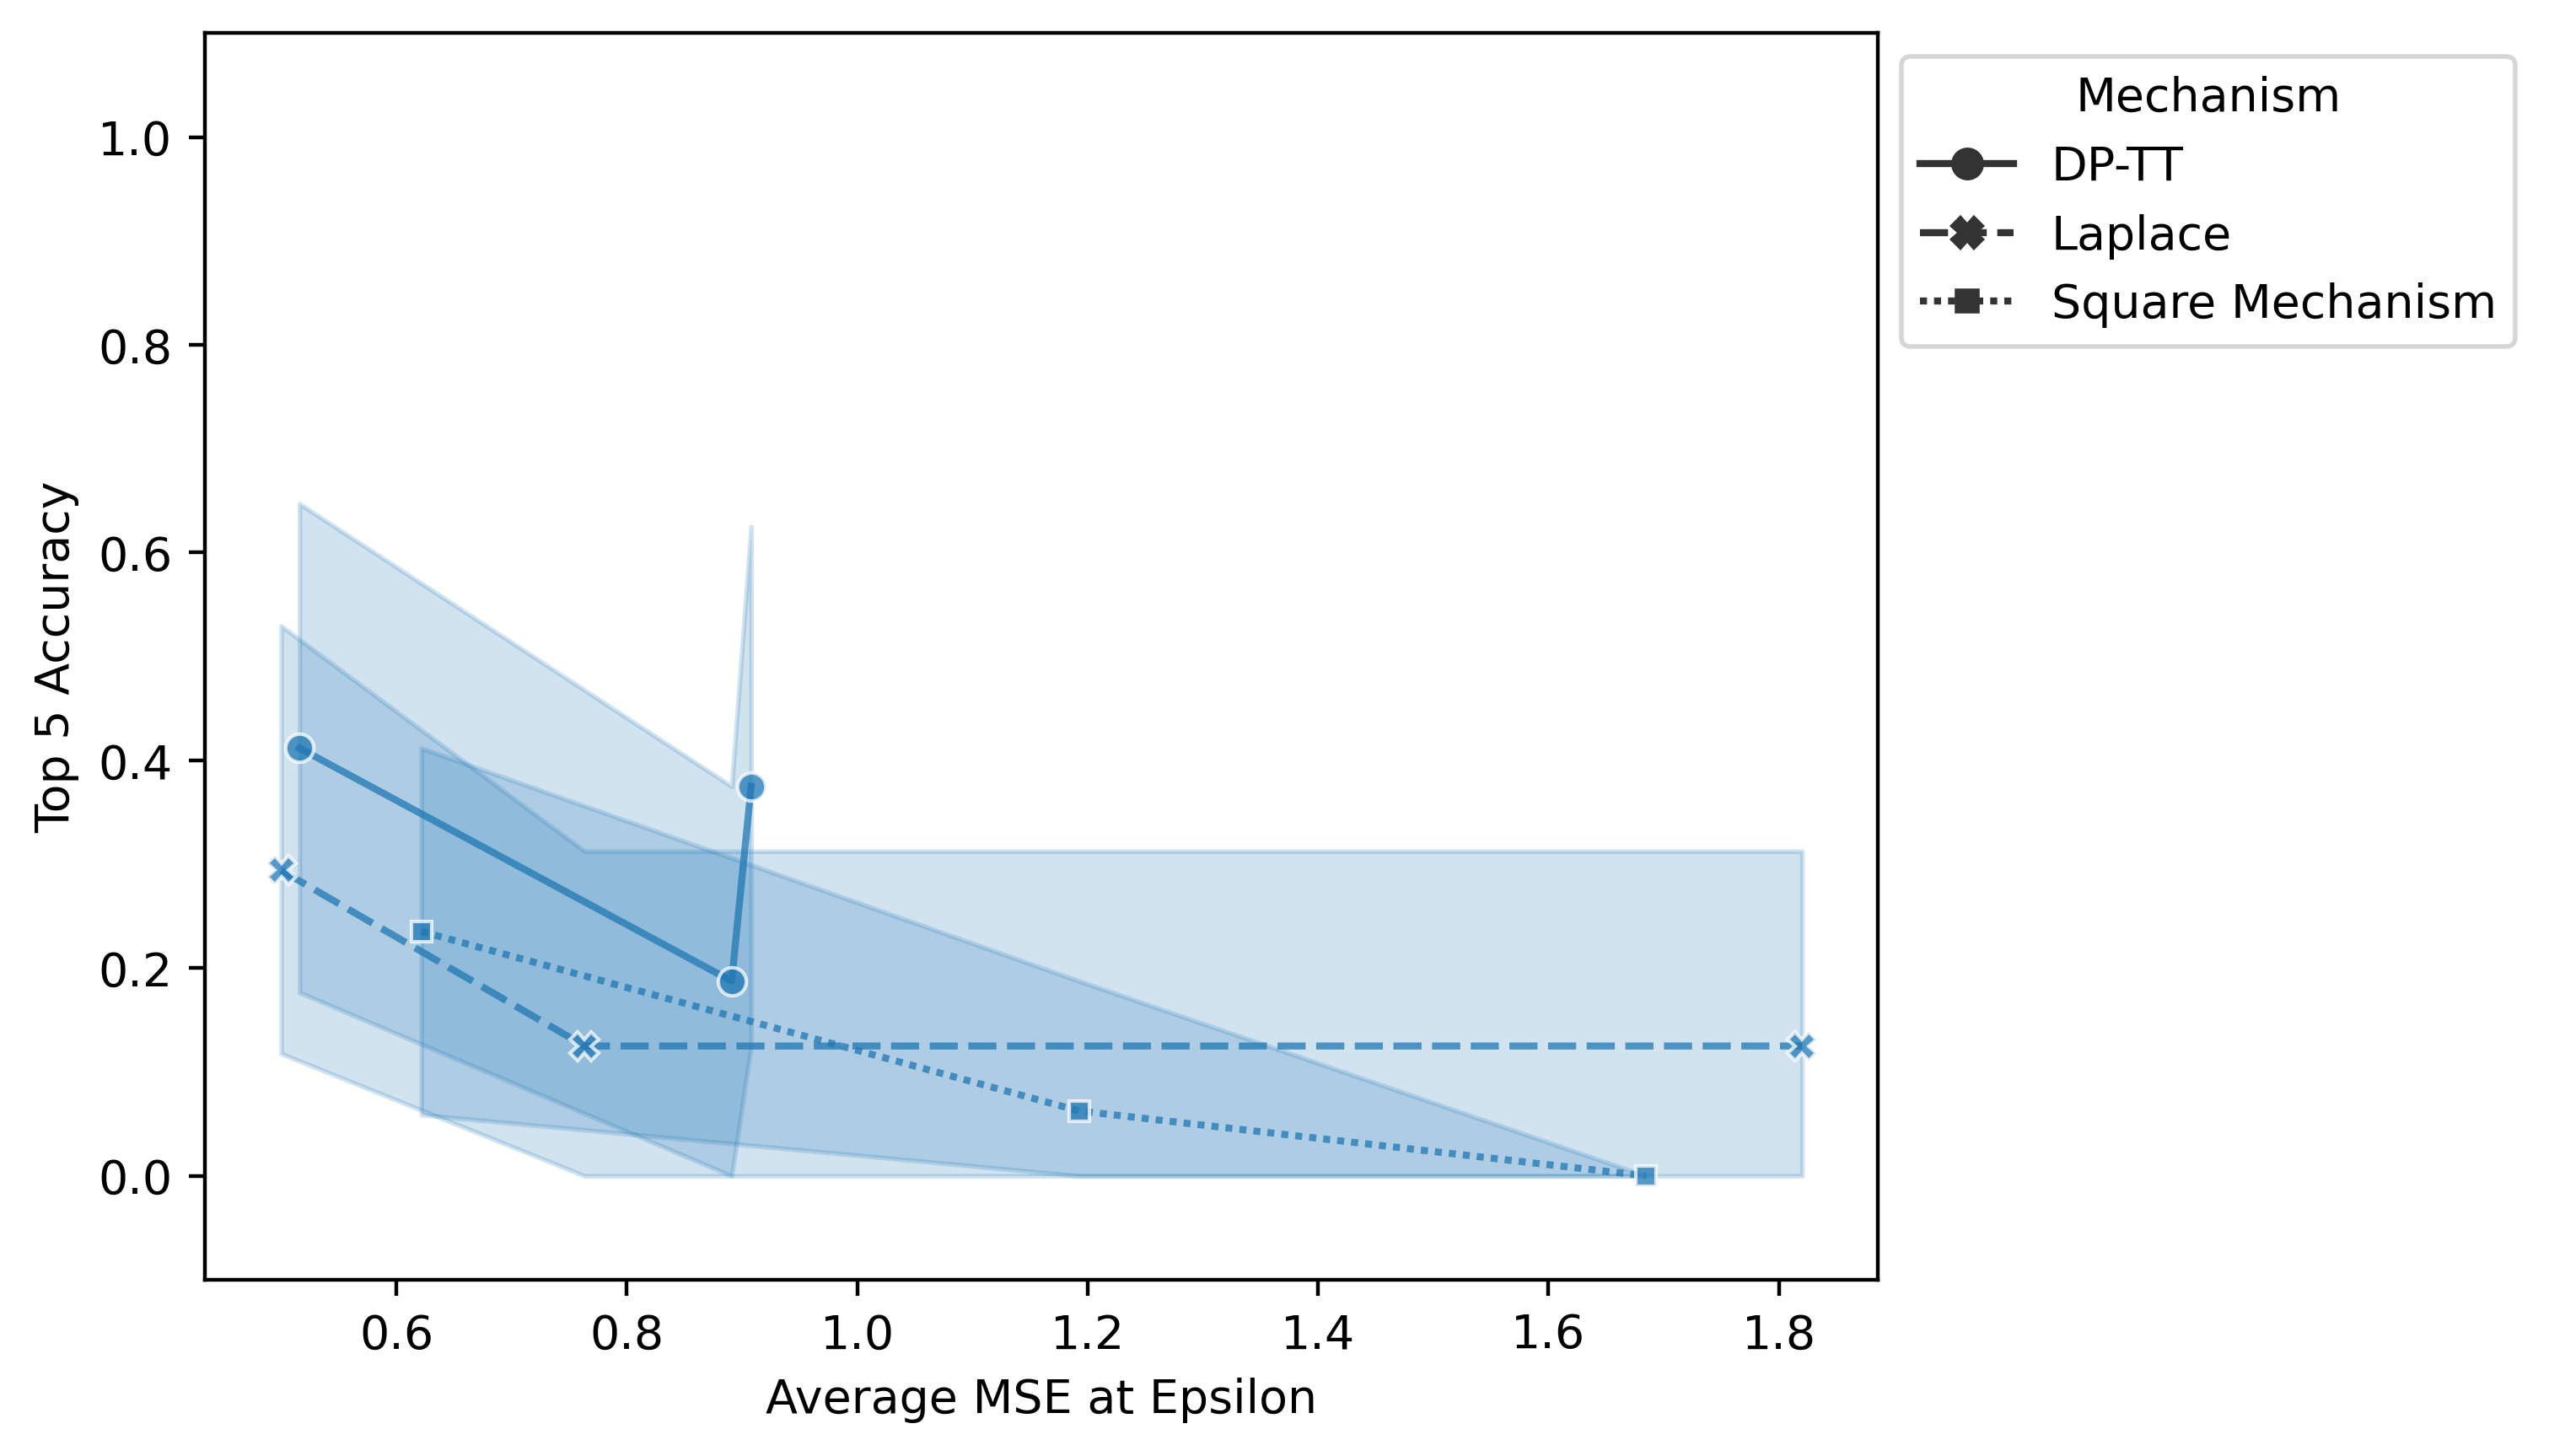 Mechanism
DP-TT
Laplace
Square Mechanism
Top 5 Accuracy
1.0
0.8
0.6
0.4
0.2
0.0
0.6 0.8 1.0 1.2 1.4 1.6 1.8
Average MSE at Epsilon